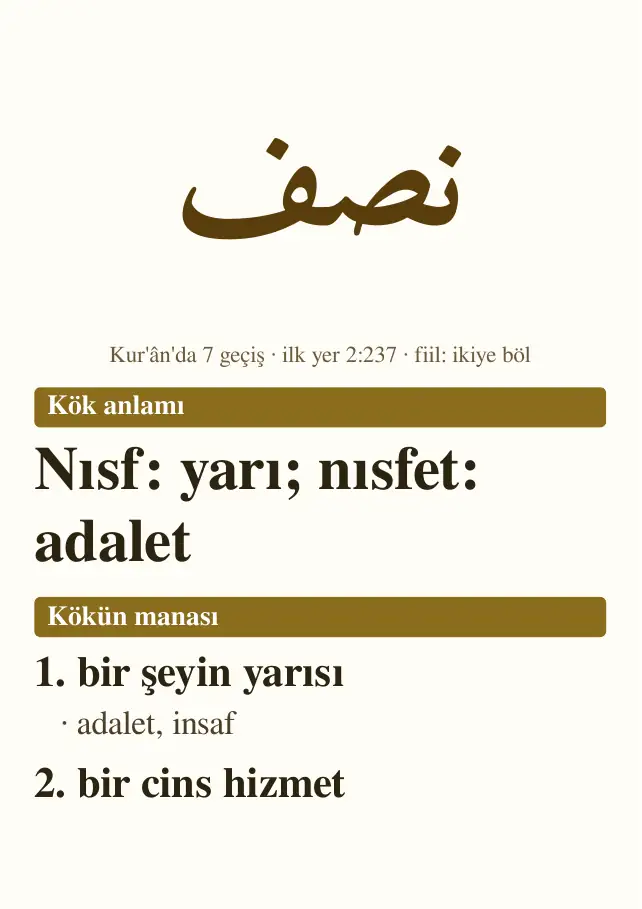 نصف
Kur'ân'da 7 geçiş · ilk yer 2:237 · fiil: ikiye böl
Kök anlamı
Nısf: yarı; nısfet:
adalet
Kökün manası
1. bir şeyin yarısı
· adalet, insaf
2. bir cins hizmet